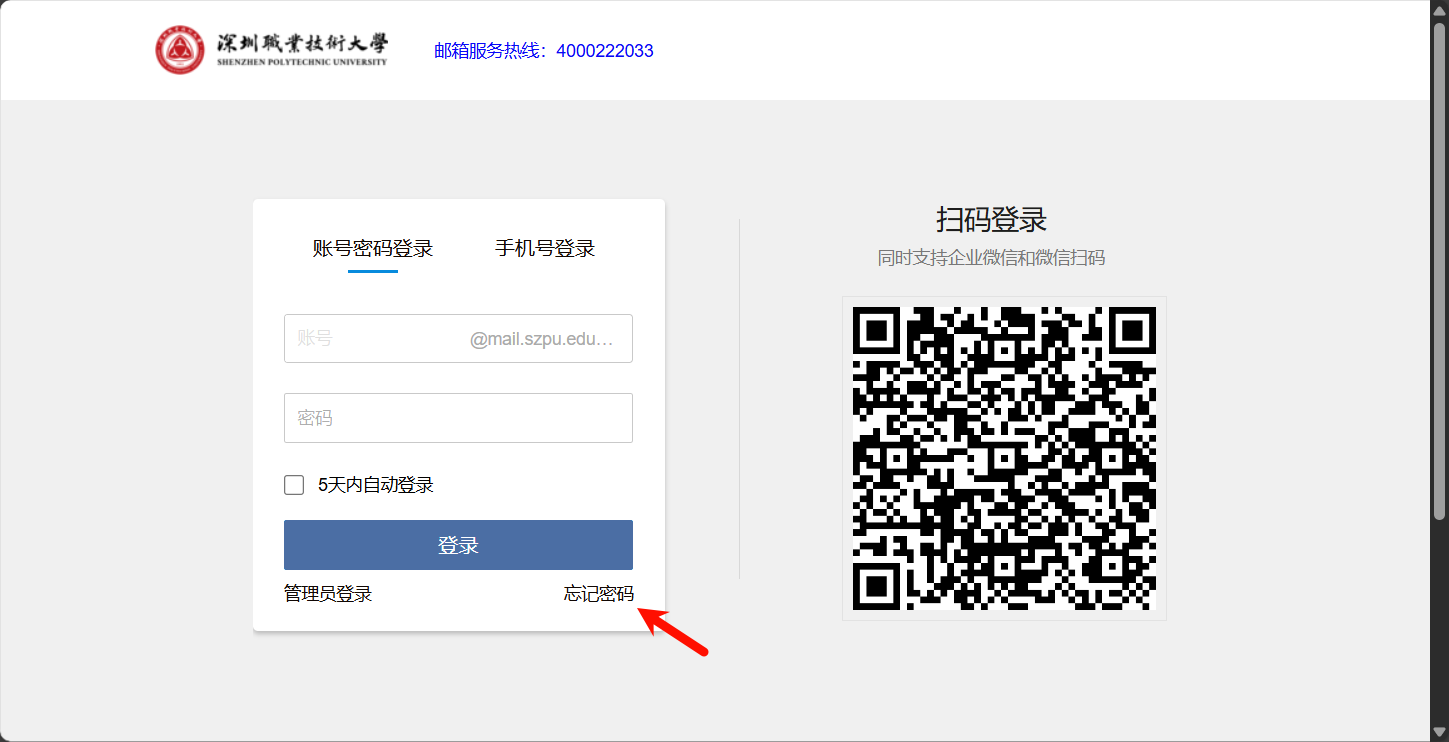 深圳職業技術大學
SHENZHEN POLYTECHNIC UNIVERSITY
邮箱服务热线：4000222033
账号密码登录
手机号登录
账号
@mail.szpu.edu…
密码
5天内自动登录
登录
管理员登录
忘记密码
扫码登录
同时支持企业微信和微信扫码